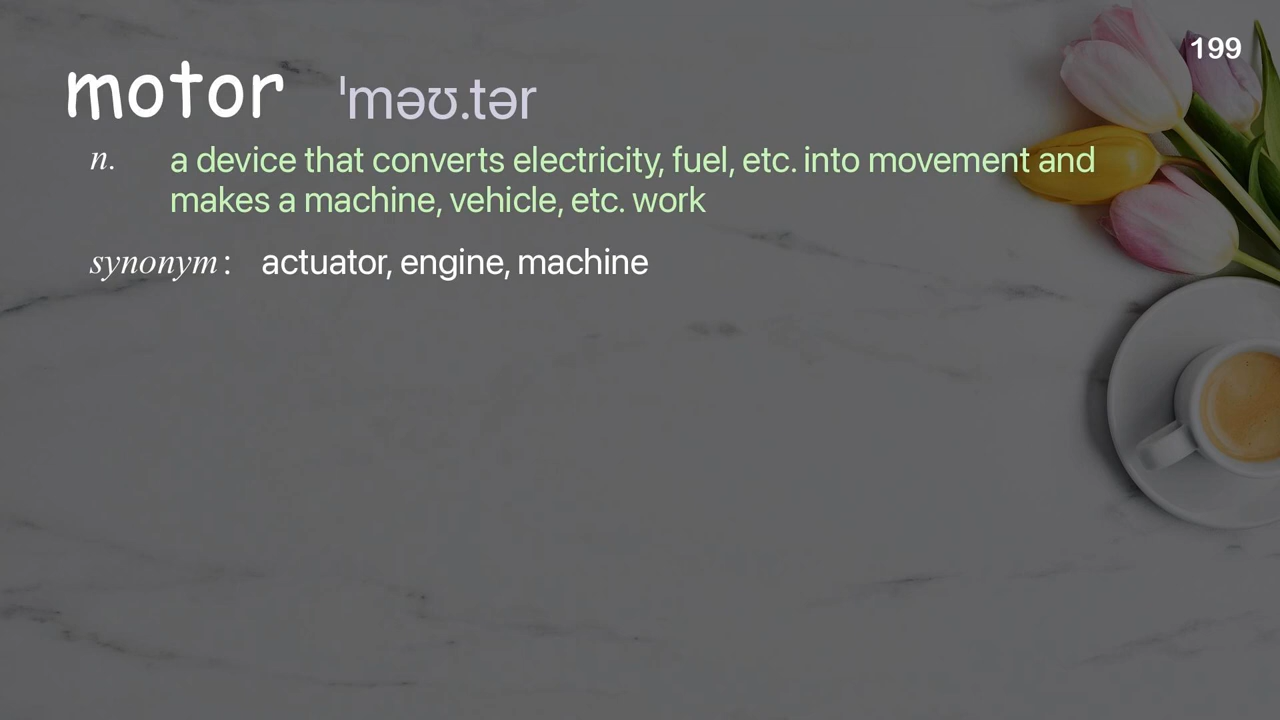 199
motor ˈməʊ.tər
n. a device that converts electricity, fuel, etc. into movement and
makes a machine, vehicle, etc. work
synonym: actuator, engine, machine